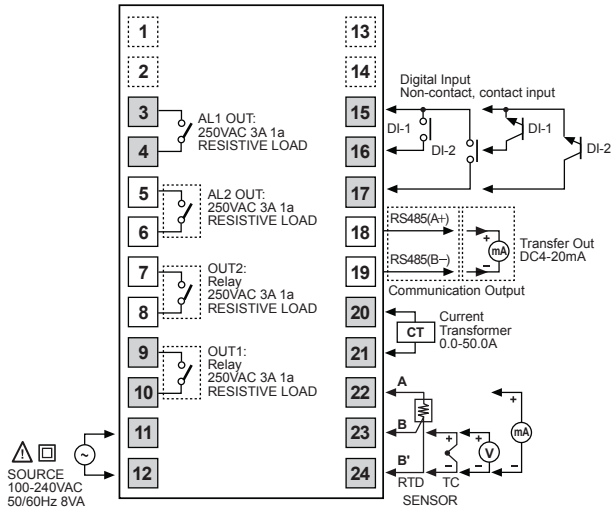 1
2
3
4
5
6
7
8
9
10
11
12
13
14
15
16
17
18
19
20
21
22
23
24
AL1 OUT:
250VAC 3A 1a
RESISTIVE LOAD
AL2 OUT:
250VAC 3A 1a
RESISTIVE LOAD
OUT2:
Relay
250VAC 3A 1a
RESISTIVE LOAD
OUT1:
Relay
250VAC 3A 1a
RESISTIVE LOAD
SOURCE
100-240VAC
50/60Hz 8VA
Digital Input
Non-contact, contact input
DI-1
DI-2
DI-1
DI-2
RS485(A+)
RS485(B−)
+
mA
−
Transfer Out
DC4-20mA
Communication Output
CT
Current
Transformer
0.0-50.0A
A
B
B'
+
−
+
V
−
+
mA
−
RTD
TC
SENSOR